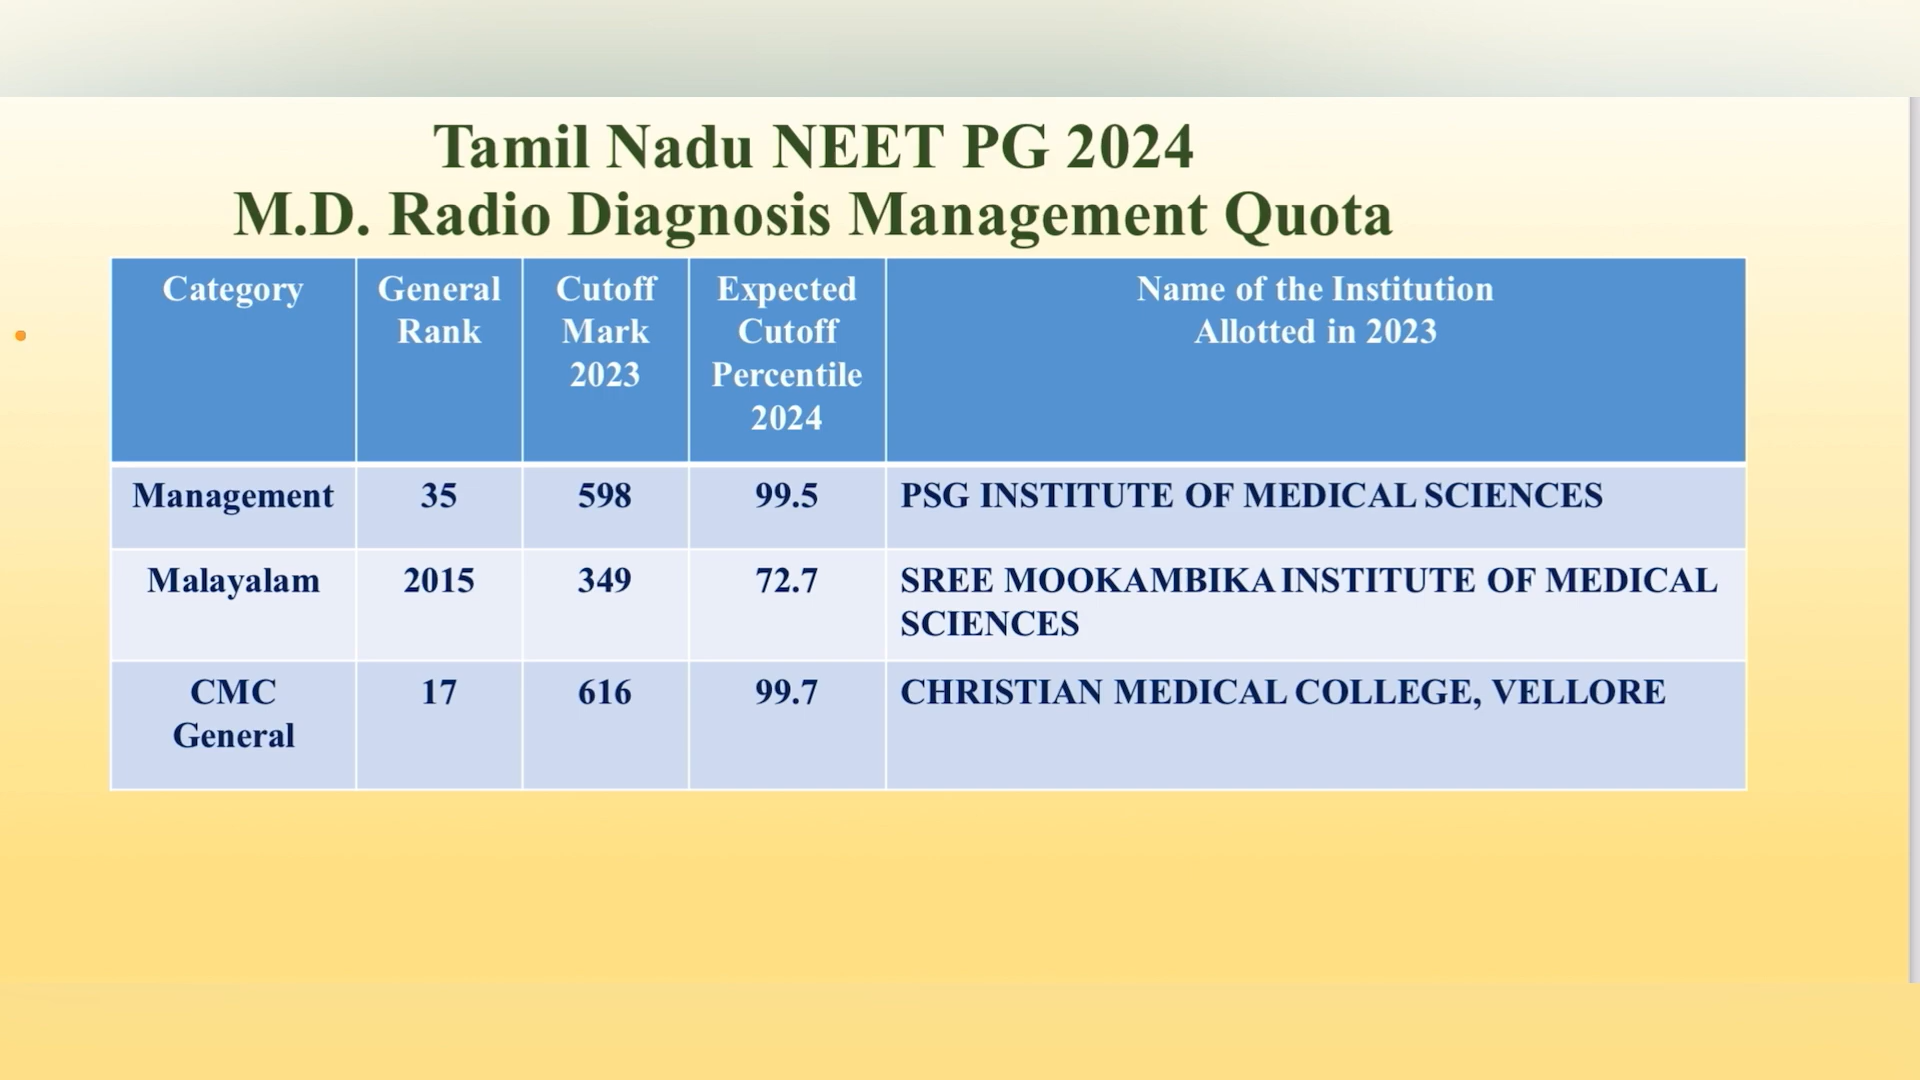 Tamil Nadu NEET PG 2024
M.D. Radio Diagnosis Management Quota
Category
General
Rank
Cutoff
Mark
2023
Expected
Cutoff
Percentile
2024
Name of the Institution
Allotted in 2023
Management
35
598
99.5
PSG INSTITUTE OF MEDICAL SCIENCES
Malayalam
2015
349
72.7
SREE MOOKAMBIKA INSTITUTE OF MEDICAL
SCIENCES
CMC
General
17
616
99.7
CHRISTIAN MEDICAL COLLEGE, VELLORE